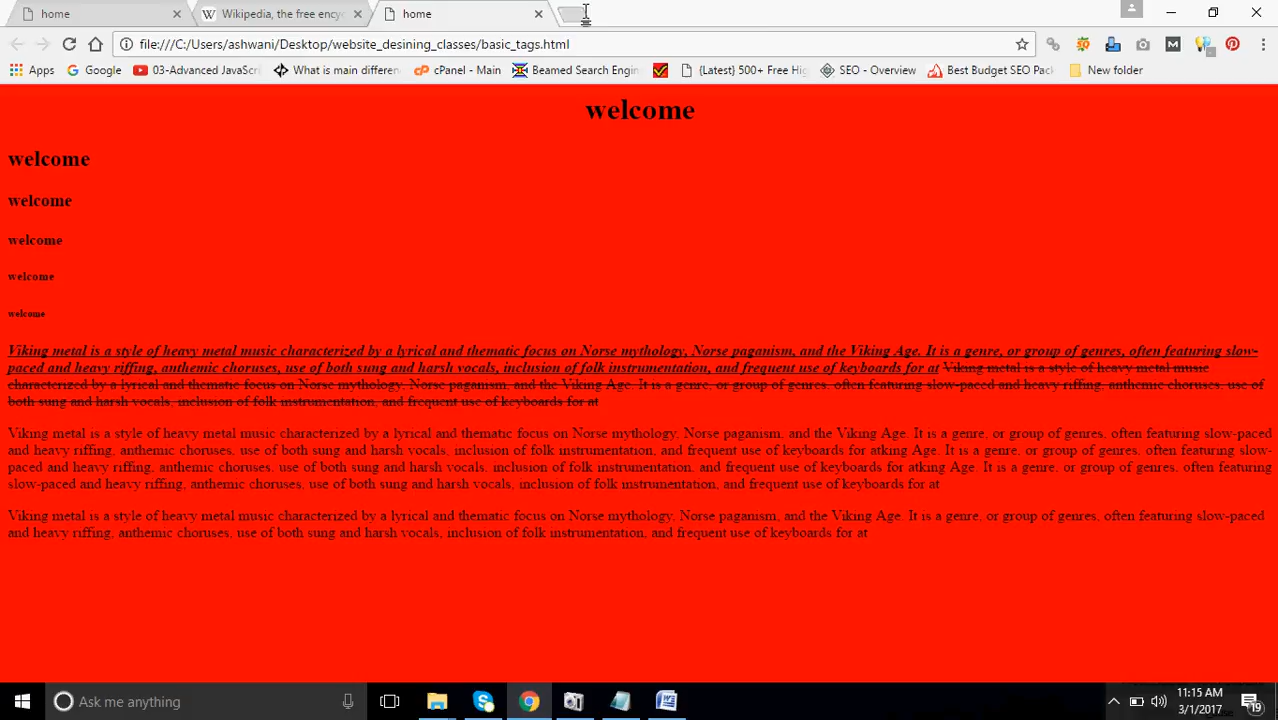 home
Wikipedia, the free ency
home
file:///C:/Users/ashwani/Desktop/website_desining_classes/basic_tags.html
Apps
Google
03-Advanced JavaScri
What is main differen
cPanel - Main
Beamed Search Engin
{Latest} 500+ Free Hig
SEO - Overview
Best Budget SEO Pack
New folder
welcome
welcome
welcome
welcome
welcome
welcome
Viking metal is a style of heavy metal music characterized by a lyrical and thematic focus on Norse mythology, Norse paganism, and the Viking Age. It is a genre, or group of genres, often featuring slow-
paced and heavy riffing, anthemic choruses, use of both sung and harsh vocals, inclusion of folk instrumentation, and frequent use of keyboards for at Viking metal is a style of heavy metal music
characterized by a lyrical and thematic focus on Norse mythology, Norse paganism, and the Viking Age. It is a genre, or group of genres, often featuring slow-paced and heavy riffing, anthemic choruses, use of
both sung and harsh vocals, inclusion of folk instrumentation, and frequent use of keyboards for at
Viking metal is a style of heavy metal music characterized by a lyrical and thematic focus on Norse mythology, Norse paganism, and the Viking Age. It is a genre, or group of genres, often featuring slow-paced
and heavy riffing, anthemic choruses, use of both sung and harsh vocals, inclusion of folk instrumentation, and frequent use of keyboards for atking Age. It is a genre, or group of genres, often featuring slow-
paced and heavy riffing, anthemic choruses, use of both sung and harsh vocals, inclusion of folk instrumentation, and frequent use of keyboards for atking Age. It is a genre, or group of genres, often featuring
slow-paced and heavy riffing, anthemic choruses, use of both sung and harsh vocals, inclusion of folk instrumentation, and frequent use of keyboards for at
Viking metal is a style of heavy metal music characterized by a lyrical and thematic focus on Norse mythology, Norse paganism, and the Viking Age. It is a genre, or group of genres, often featuring slow-paced
and heavy riffing, anthemic choruses, use of both sung and harsh vocals, inclusion of folk instrumentation, and frequent use of keyboards for at
Ask me anything
11:15 AM
3/1/2017
19